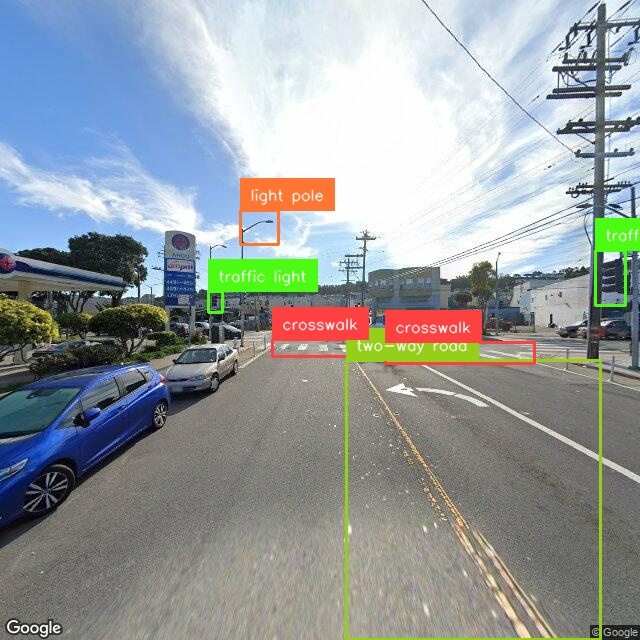 light pole
traffic light
traff
crosswalk
crosswalk
two-way road
ARCO
ampm
Google
© Google